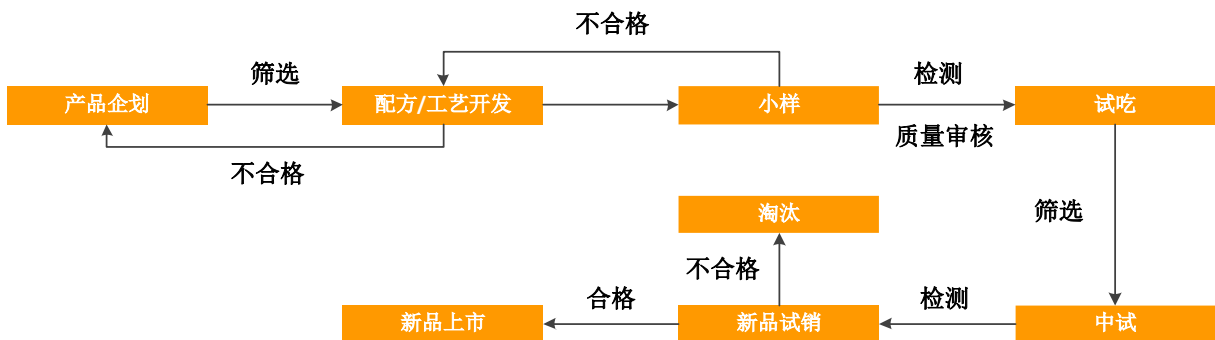 不合格
筛选
检测
产品企划
配方/工艺开发
小样
试吃
质量审核
不合格
淘汰
筛选
不合格
合格
检测
新品上市
新品试销
中试